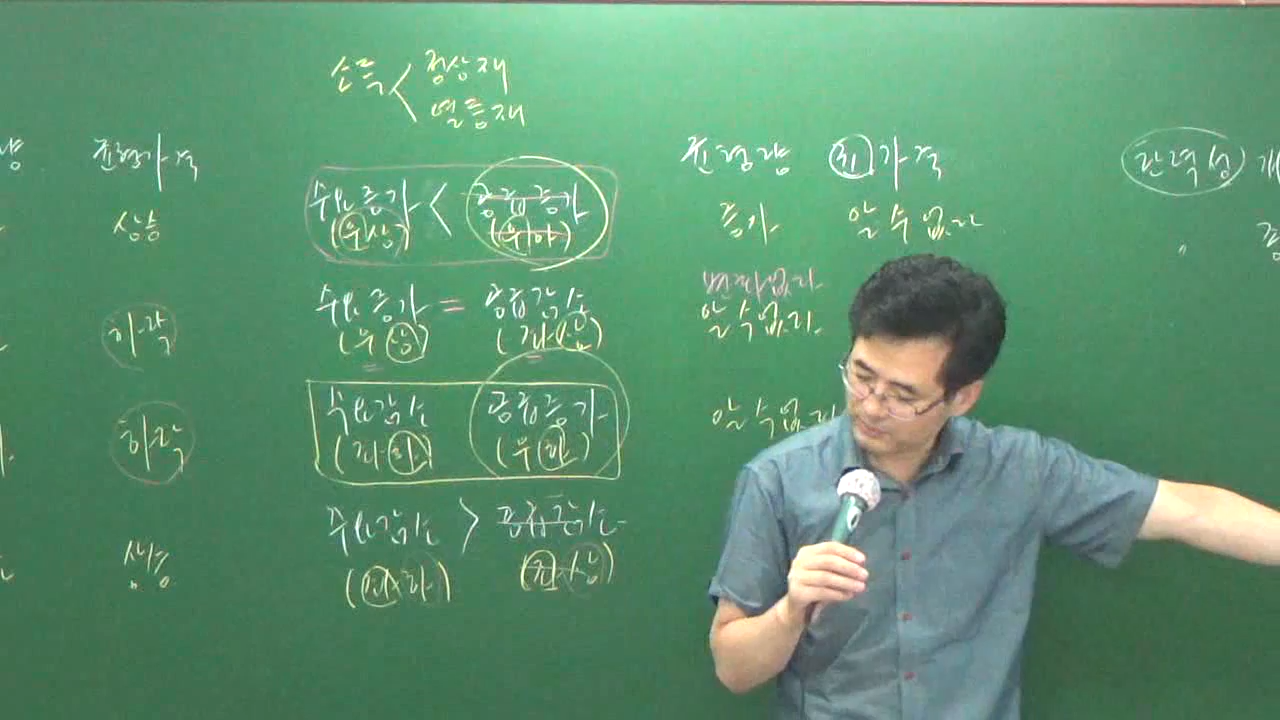 소득 < 정상재
열등재
량 균형가격
상승
하락
하락
상승
〃
수요증가 < 공급증가
(우상) (우하)
수요증가 = 공급감소
(우상) (좌상)
수요감소 공급증가
(좌하) (우하)
수요감소 > 공급감소
(좌하) (좌상)
균형량 균형가격
증가 알수없다
변화없다
알수없다
알수없다
탄력성
〃